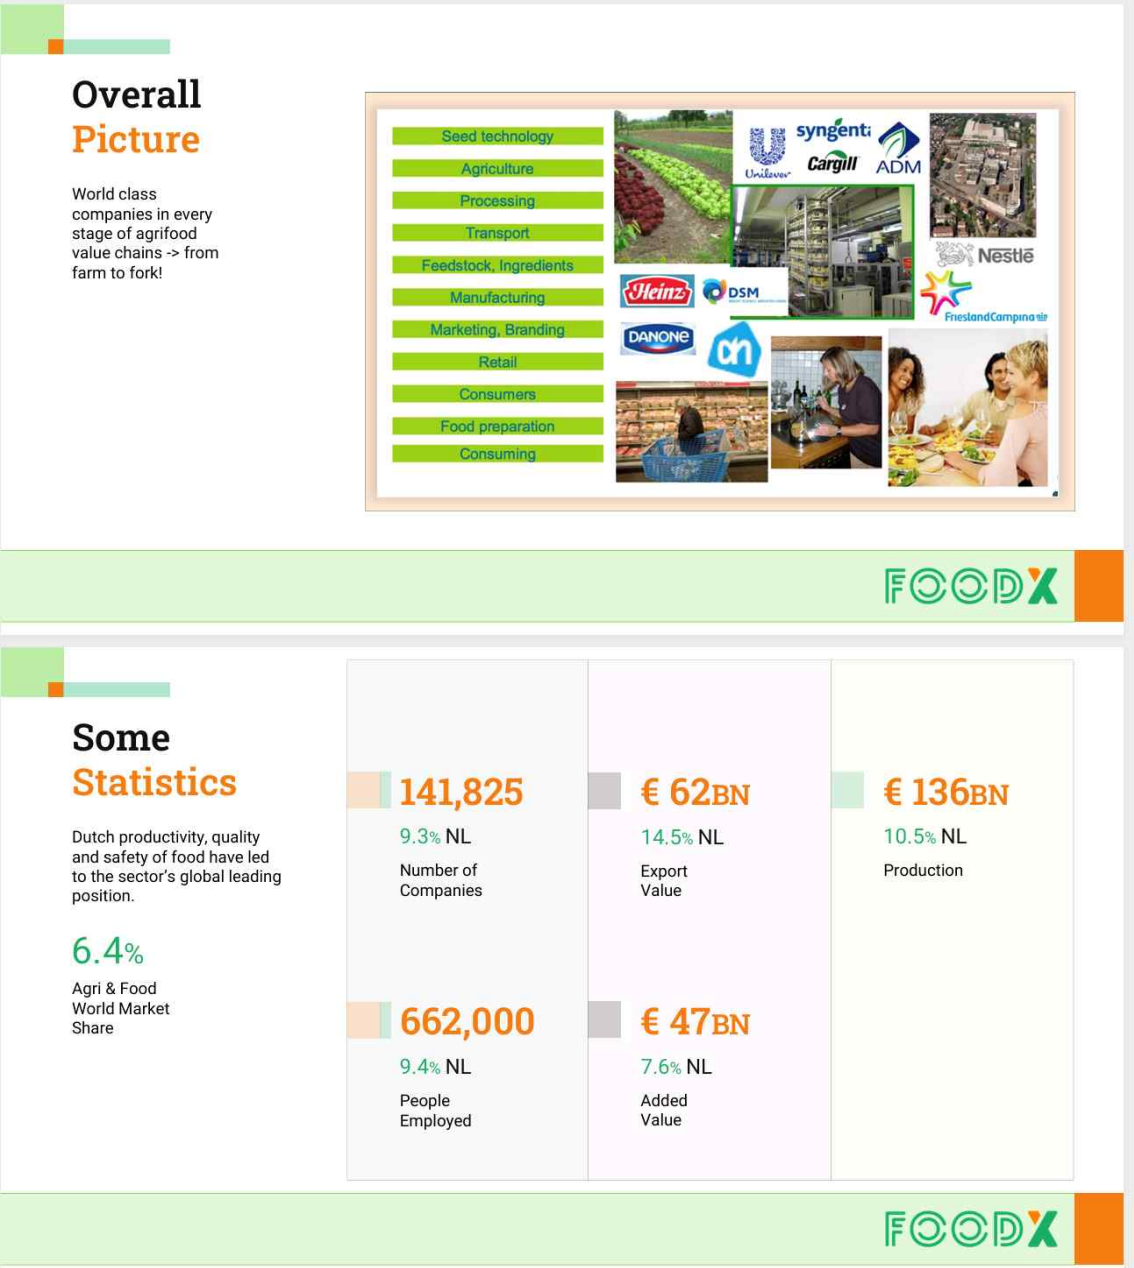 Overall
Picture
World class
companies in every
stage of agrifood
value chains -> from
farm to fork!
Seed technology
Agriculture
Processing
Transport
Feedstock, Ingredients
Manufacturing
Marketing, Branding
Retail
Consumers
Food preparation
Consuming
Unilever
syngenta
Cargill
ADM
Nestlé
Heinz
DSM
FrieslandCampina
DANONE
ah
FOODX
Some
Statistics
Dutch productivity, quality
and safety of food have led
to the sector's global leading
position.
6.4%
Agri & Food
World Market
Share
141,825
9.3% NL
Number of
Companies
€ 62BN
14.5% NL
Export
Value
€ 136BN
10.5% NL
Production
662,000
9.4% NL
People
Employed
€ 47BN
7.6% NL
Added
Value
FOODX